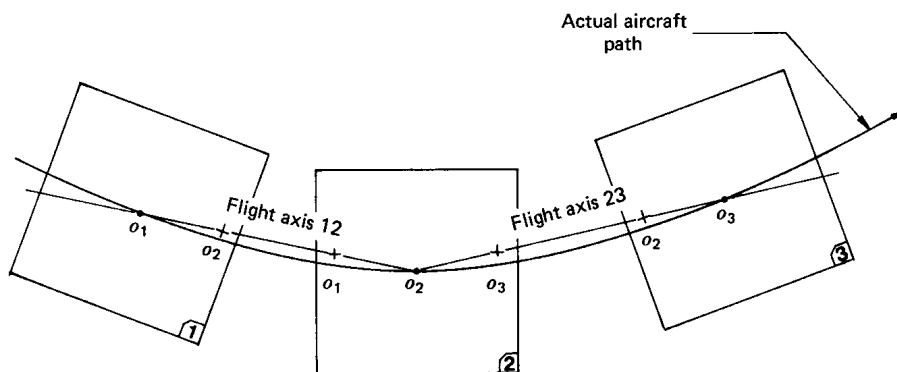 Actual aircraft
path
Flight axis 12
Flight axis 23
o1
o2
o1
o2
o3
o2
o3
1
2
3